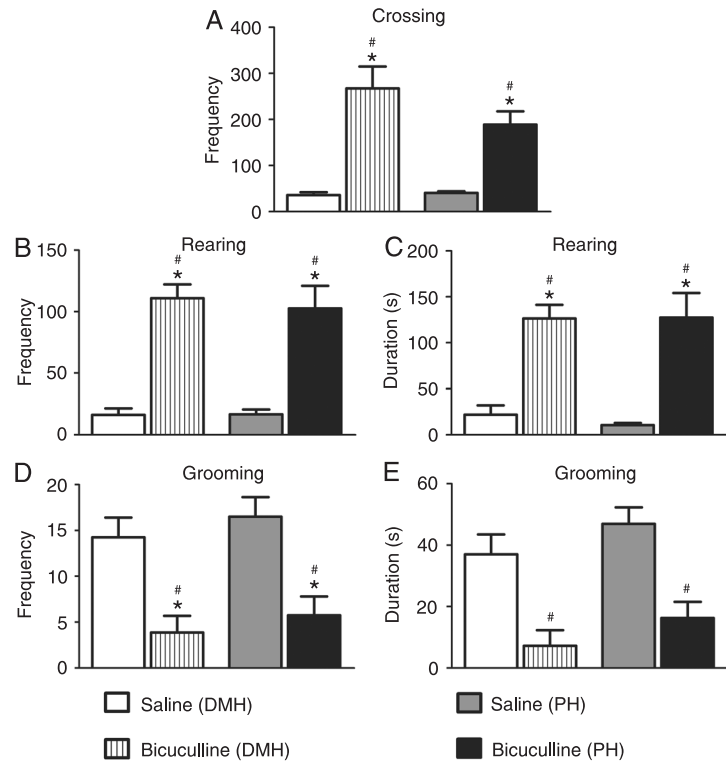 A
Crossing
Frequency
400
300
200
100
0
#
*
#
*
B
Rearing
Frequency
150
100
50
0
#
*
#
*
C
Rearing
Duration (s)
200
150
100
50
0
#
*
#
*
D
Grooming
Frequency
20
15
10
5
0
#
*
#
*
E
Grooming
Duration (s)
60
40
20
0
#
#
Saline (DMH)
Saline (PH)
Bicuculline (DMH)
Bicuculline (PH)